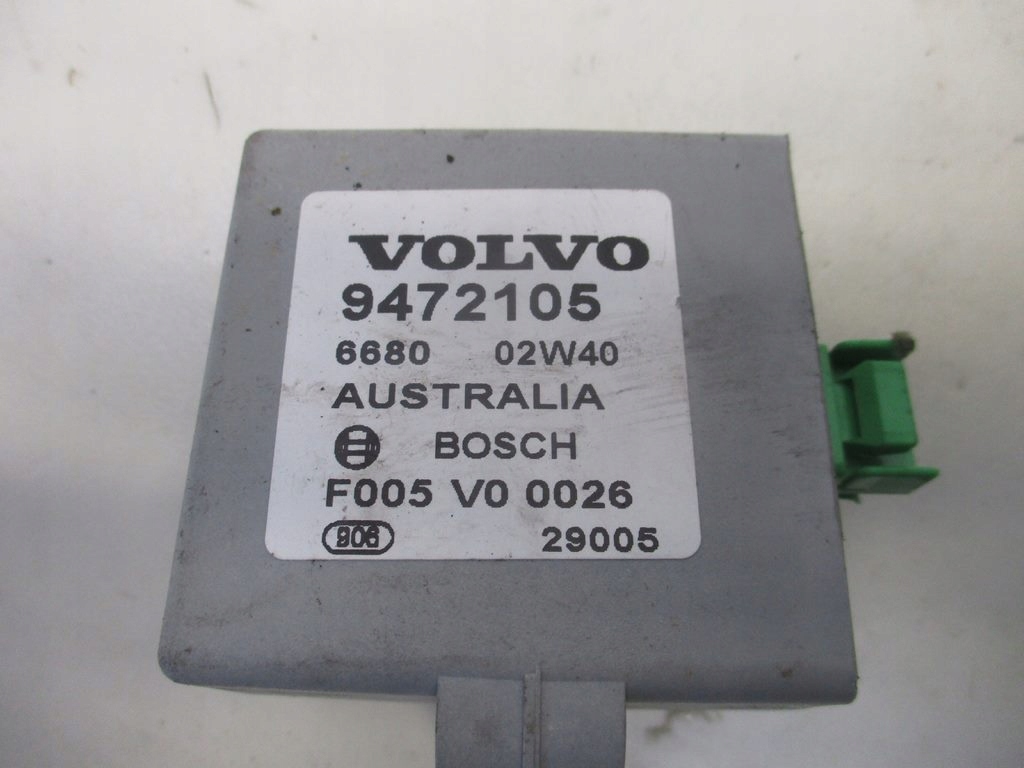 VOLVO
9472105
6680 02W40
AUSTRALIA
BOSCH
F005 V0 0026
906 29005